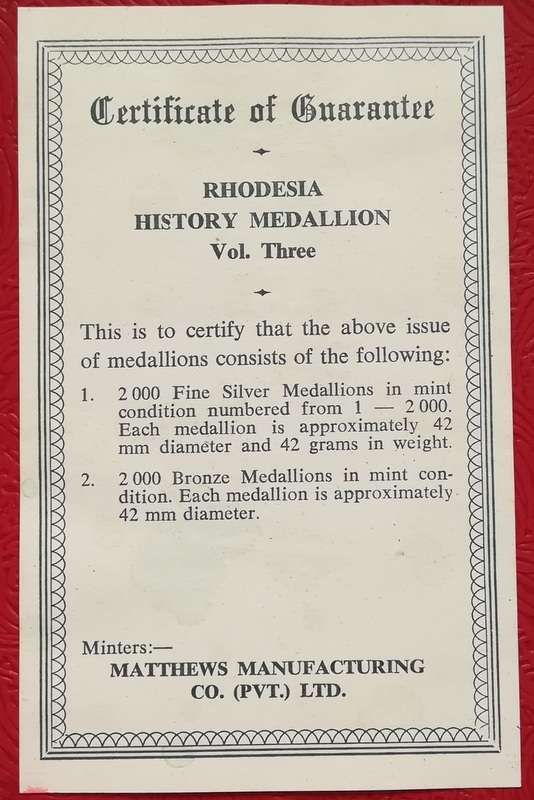 Certificate of Guarantee
RHODESIA
HISTORY MEDALLION
Vol. Three
This is to certify that the above issue
of medallions consists of the following:
1. 2 000 Fine Silver Medallions in mint
condition numbered from 1 — 2 000.
Each medallion is approximately 42
mm diameter and 42 grams in weight.
2. 2 000 Bronze Medallions in mint con-
dition. Each medallion is approximately
42 mm diameter.
Minters:—
MATTHEWS MANUFACTURING
CO. (PVT.) LTD.